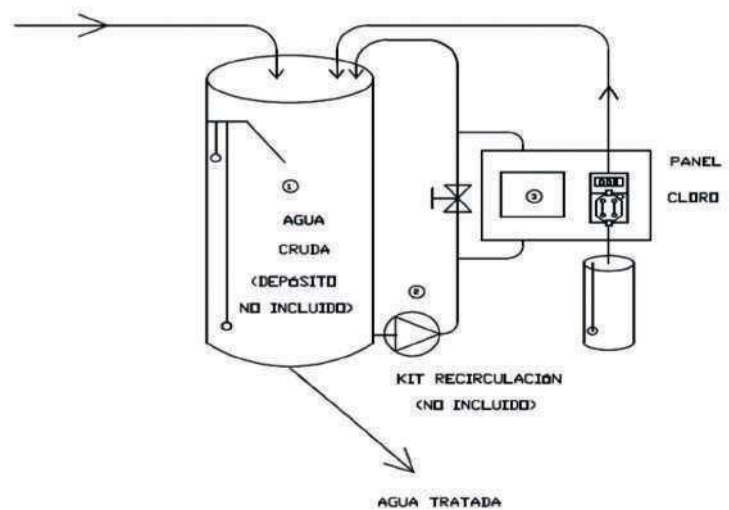 ①
AGUA
CRUDA
(DEPÓSITO
NO INCLUIDO)
②
KIT RECIRCULACIÓN
(NO INCLUIDO)
③
PANEL
CLORO
AGUA TRATADA